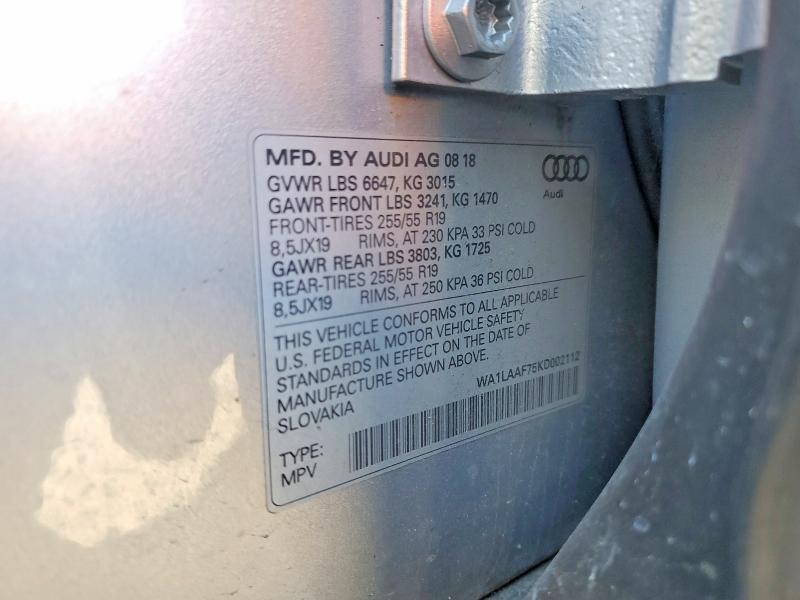 MFD. BY AUDI AG 08 18
Audi
GVWR LBS 6647, KG 3015
GAWR FRONT LBS 3241, KG 1470
FRONT-TIRES 255/55 R19
8,5JX19 RIMS, AT 230 KPA 33 PSI COLD
GAWR REAR LBS 3803, KG 1725
REAR-TIRES 255/55 R19
8,5JX19 RIMS, AT 250 KPA 36 PSI COLD
THIS VEHICLE CONFORMS TO ALL APPLICABLE
U.S. FEDERAL MOTOR VEHICLE SAFETY
STANDARDS IN EFFECT ON THE DATE OF
MANUFACTURE SHOWN ABOVE.
SLOVAKIA
WA1LAAF75KD002112
TYPE:
MPV